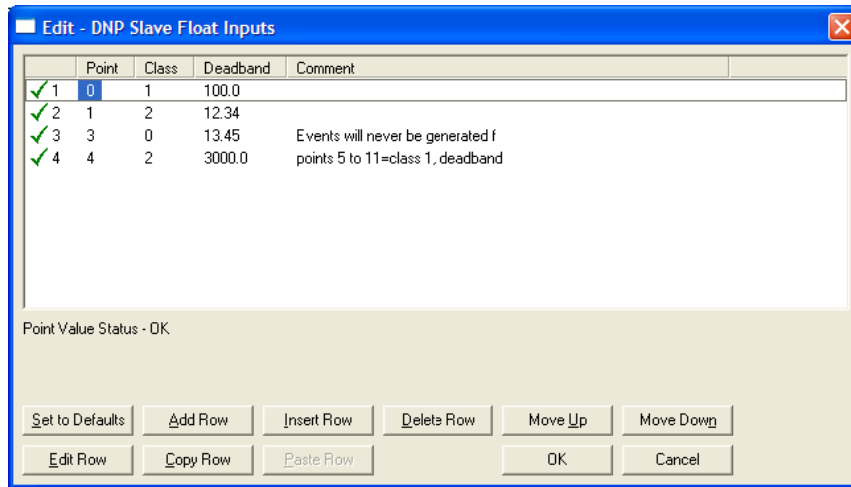 Edit - DNP Slave Float Inputs
Point Class Deadband Comment
1 0 1 100.0
2 1 2 12.34
3 3 0 13.45 Events will never be generated f
4 4 2 3000.0 points 5 to 11=class 1, deadband
Point Value Status - OK
Set to Defaults Add Row Insert Row Delete Row Move Up Move Down
Edit Row Copy Row Paste Row OK Cancel